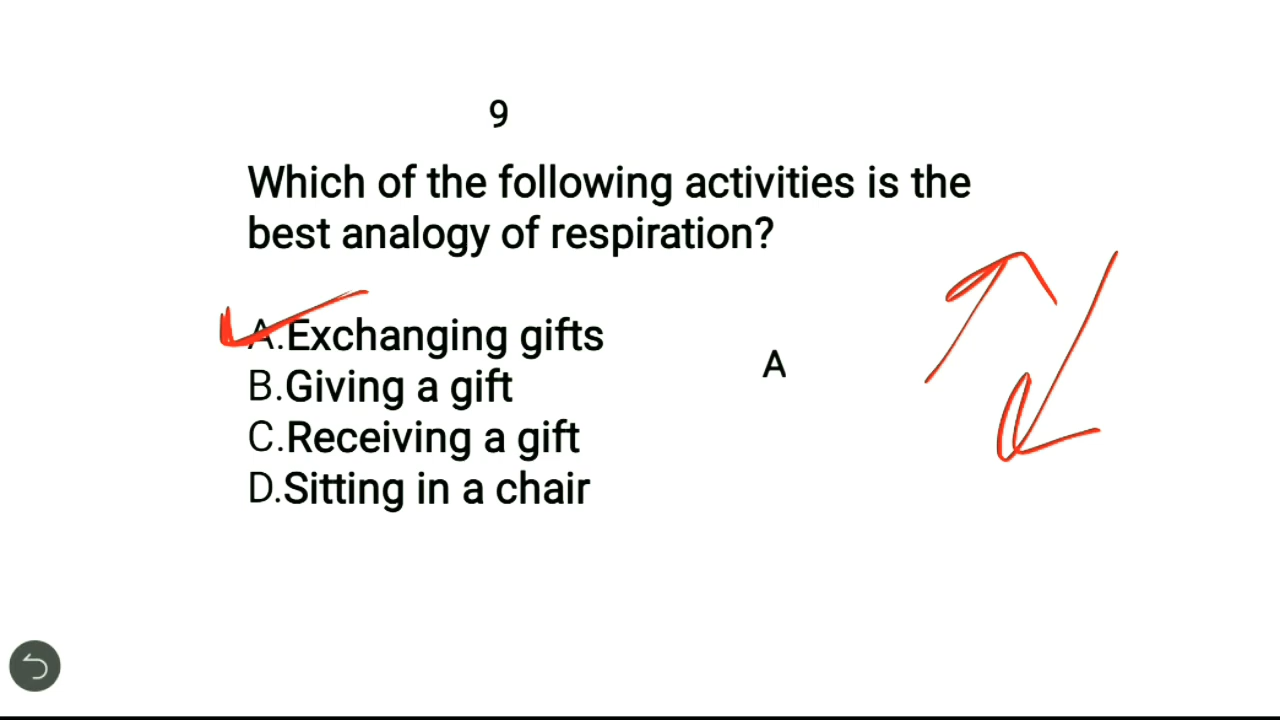 9
Which of the following activities is the
best analogy of respiration?
A.Exchanging gifts
B.Giving a gift
A
C.Receiving a gift
D.Sitting in a chair